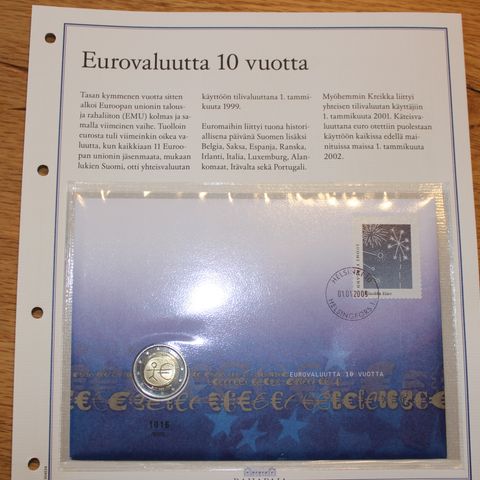 Eurovaluutta 10 vuotta
Tasan kymmenen vuotta sitten
alkoi Euroopan unionin talous-
ja rahaliiton (EMU) kolmas ja sa-
malla viimeinen vaihe. Tuolloin
eurosta tuli viimeinkin oikea va-
luutta, kun kaikkiaan 11 Euroo-
pan unionin jäsenmaata, mukaan
lukien Suomi, otti yhteisvaluutan
käyttöön tilivaluuttana 1. tammi-
kuuta 1999.
Euromaihin liittyi tuona histori-
allisena päivänä Suomen lisäksi
Belgia, Saksa, Espanja, Ranska,
Irlanti, Italia, Luxemburg, Alan-
komaat, Itävalta sekä Portugali.
Myöhemmin Kreikka liittyi
yhteisen tilivaluutan käyttäjiin
1. tammikuuta 2001. Käteisva-
luuttana euro otettiin puolestaan
käyttöön kaikissa edellä mai-
nituissa maissa 1. tammikuuta
2002.
HELSINKI
01.01.2009
HELSINGFORS
EUROVALUUTTA 10 VUOTTA
1016